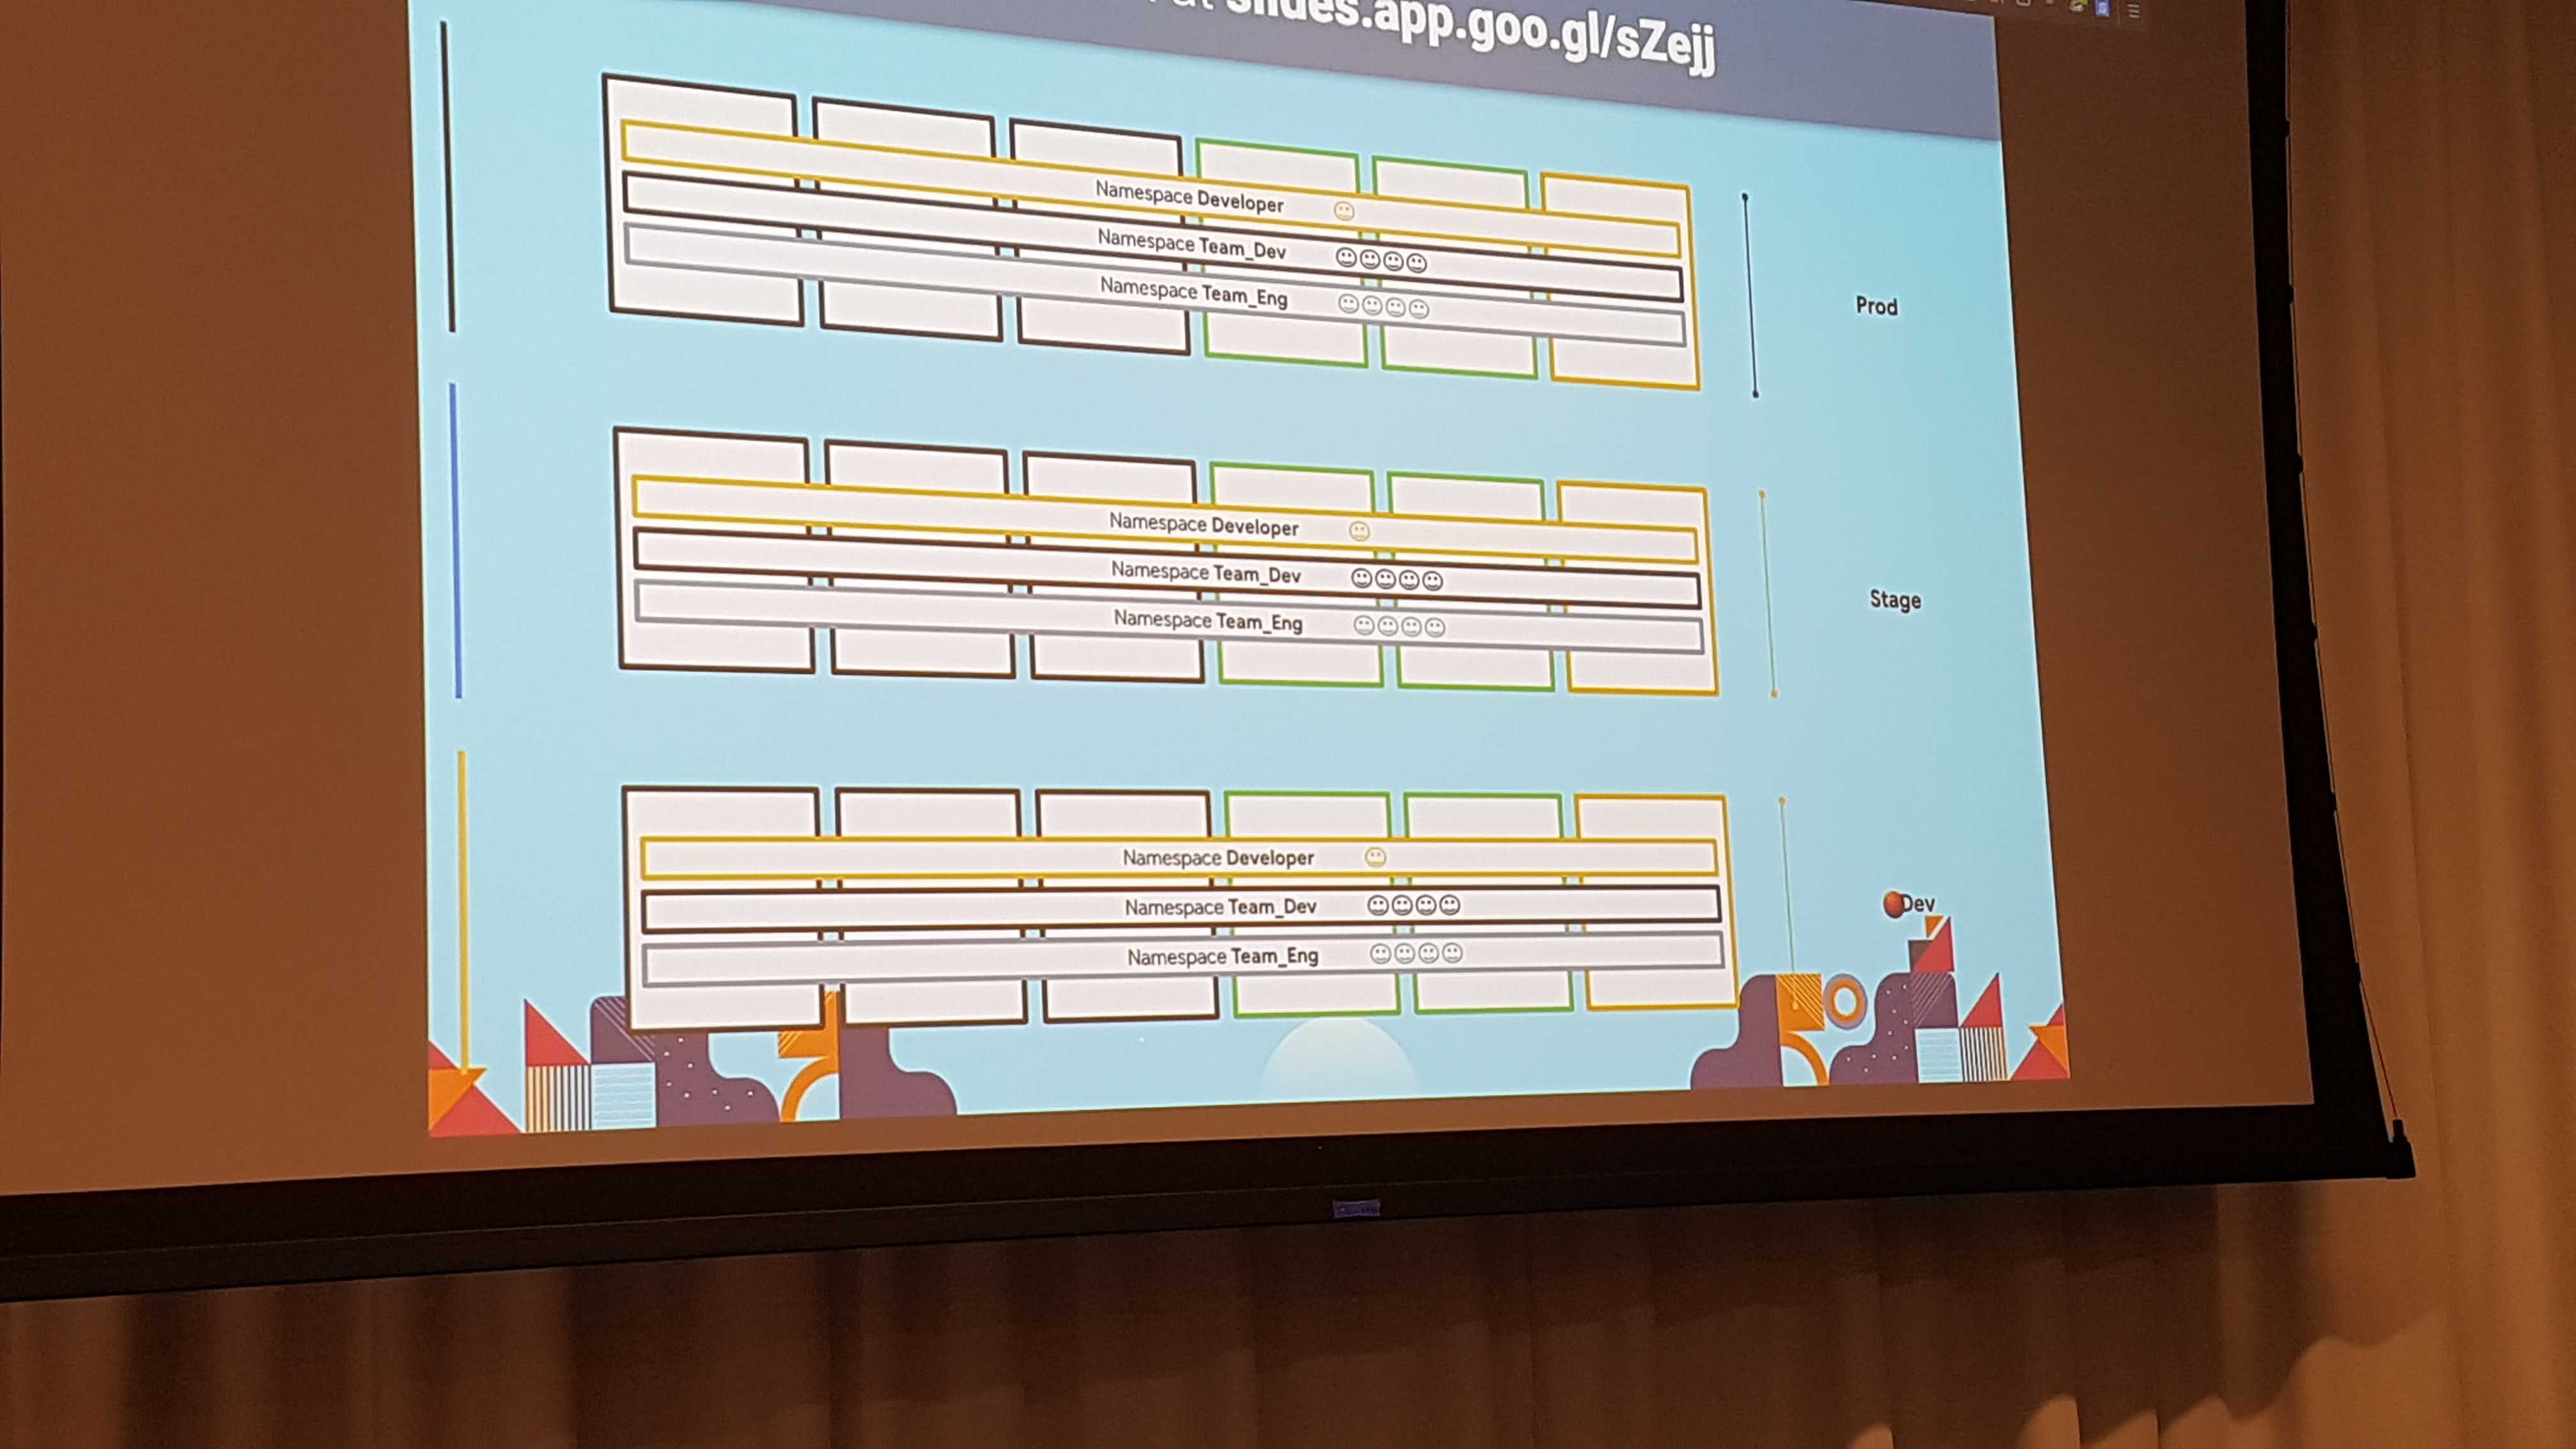 slides.app.goo.gl/sZejj
Namespace Developer
Namespace Team_Dev
Namespace Team_Eng
Prod
Namespace Developer
Namespace Team_Dev
Namespace Team_Eng
Stage
Namespace Developer
Namespace Team_Dev
Namespace Team_Eng
Dev